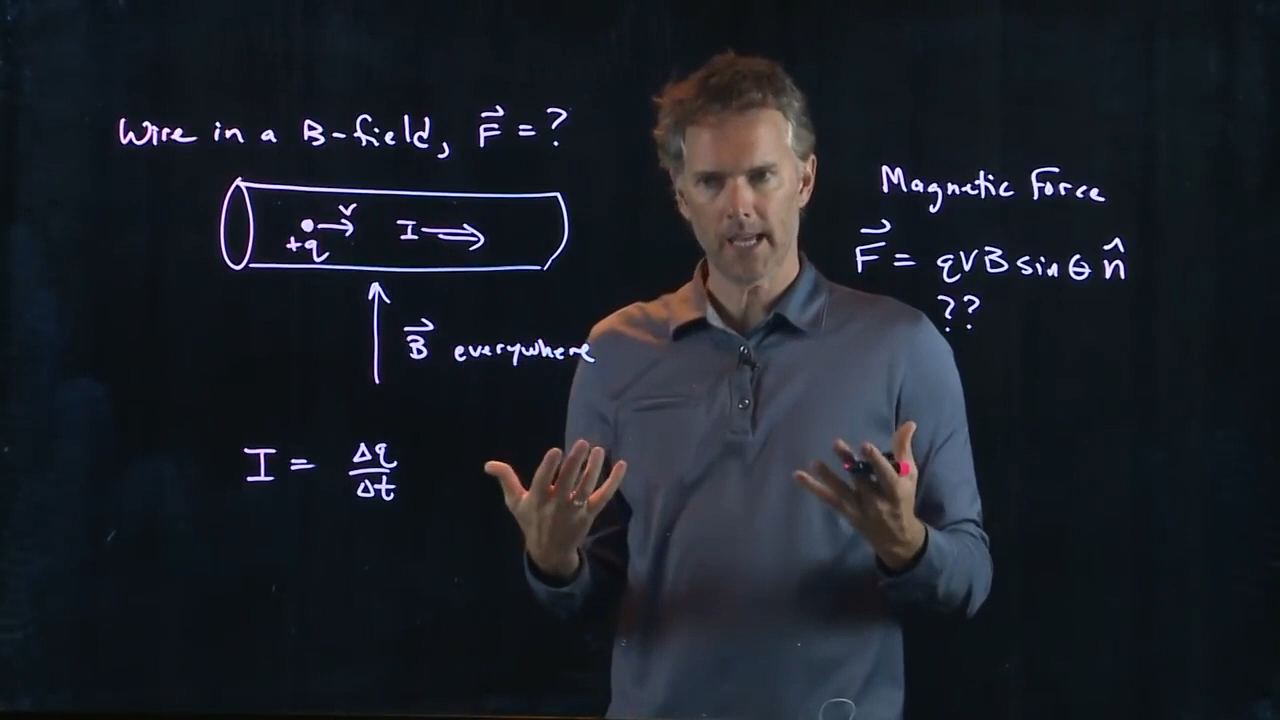 Wire in a B-field, F⃗ = ?
+q v I
B⃗ everywhere
I = Δq/Δt
Magnetic Force
F⃗ = qvB sin θ n̂
??